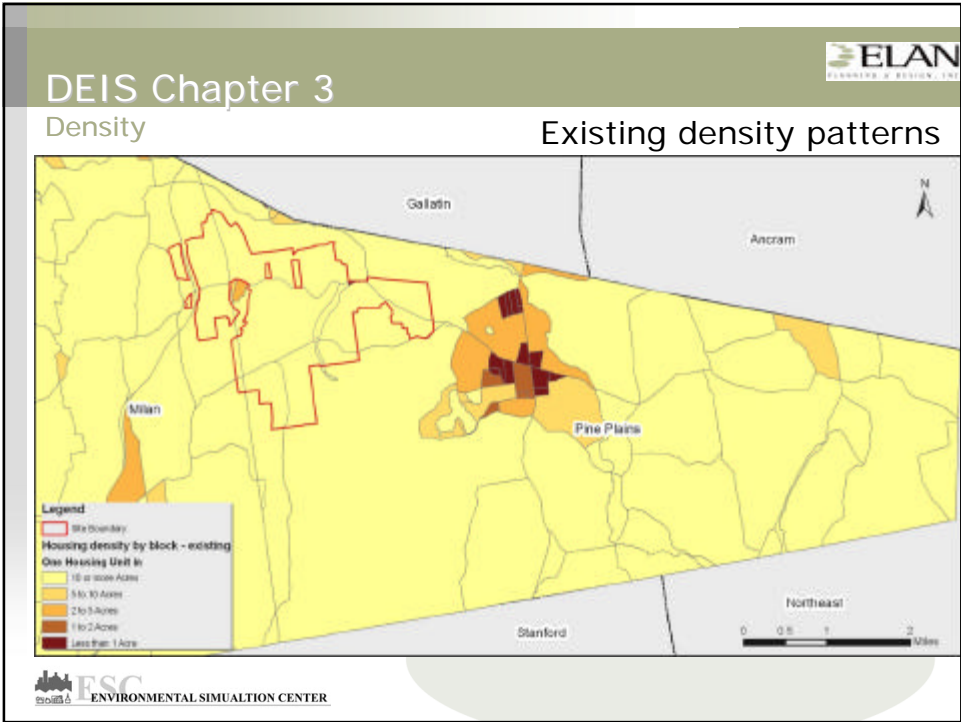 DEIS Chapter 3
ELAN
PLANNING & DESIGN, INC
Density
Existing density patterns
Gallatin
N
Ancram
Milan
Pine Plains
Legend
Site Boundary
Housing density by block - existing
One Housing Unit in
10 or more Acres
5 to 10 Acres
2 to 5 Acres
1 to 2 Acres
Less than 1 Acre
Northeast
Stanford
0 0.5 1 2
Miles
ESC
ENVIRONMENTAL SIMUALTION CENTER